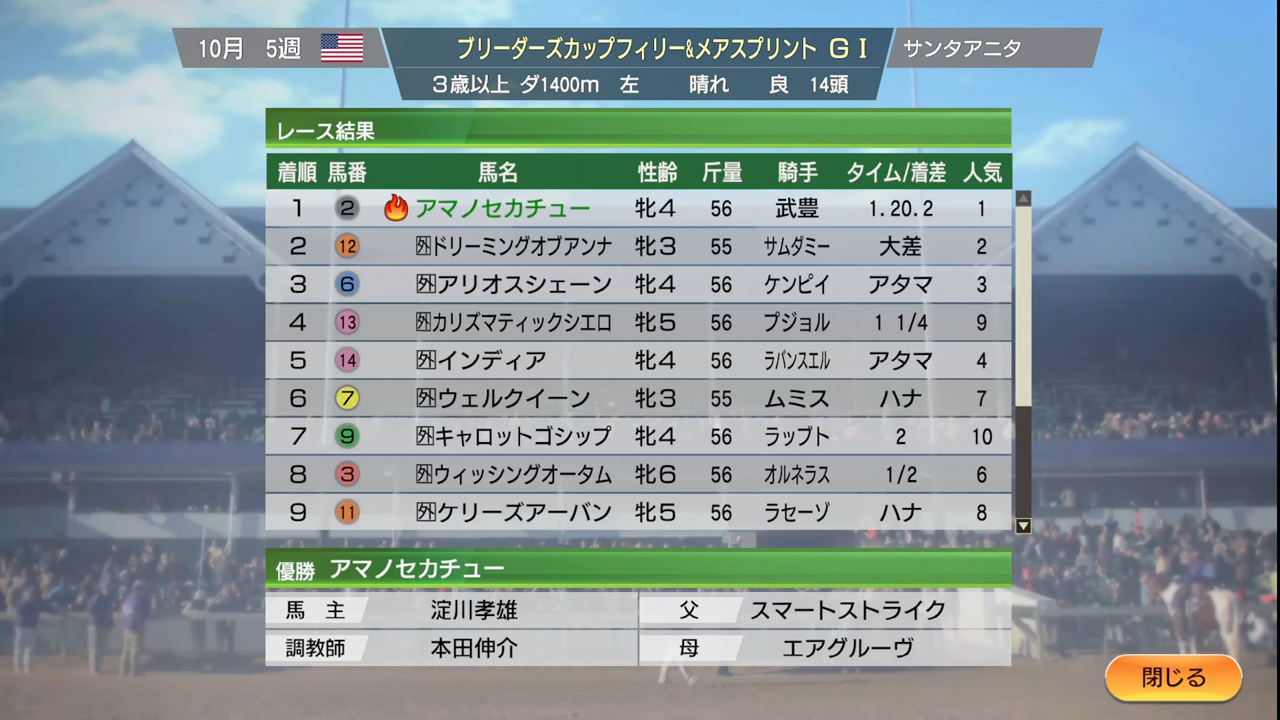 10月 5週 ブリーダーズカップフィリー&メアスプリント GⅠ サンタアニタ
3歳以上 ダ1400m 左 晴れ 良 14頭
レース結果
着順 馬番 馬名 性齢 斤量 騎手 タイム/着差 人気
1 2 アマノセカチュー 牝4 56 武豊 1.20.2 1
2 12 外ドリーミングオブアンナ 牝3 55 サムダミー 大差 2
3 6 外アリオスシェーン 牝4 56 ケンピイ アタマ 3
4 13 外カリズマティックシエロ 牝5 56 プジョル 1 1/4 9
5 14 外インディア 牝4 56 ラバンスエル アタマ 4
6 7 外ウェルクイーン 牝3 55 ムミス ハナ 7
7 9 外キャロットゴシップ 牝4 56 ラップト 2 10
8 3 外ウィッシングオータム 牝6 56 オルネラス 1/2 6
9 11 外ケリーズアーバン 牝5 56 ラセーゾ ハナ 8
優勝 アマノセカチュー
馬主 淀川孝雄 父 スマートストライク
調教師 本田伸介 母 エアグルーヴ
閉じる